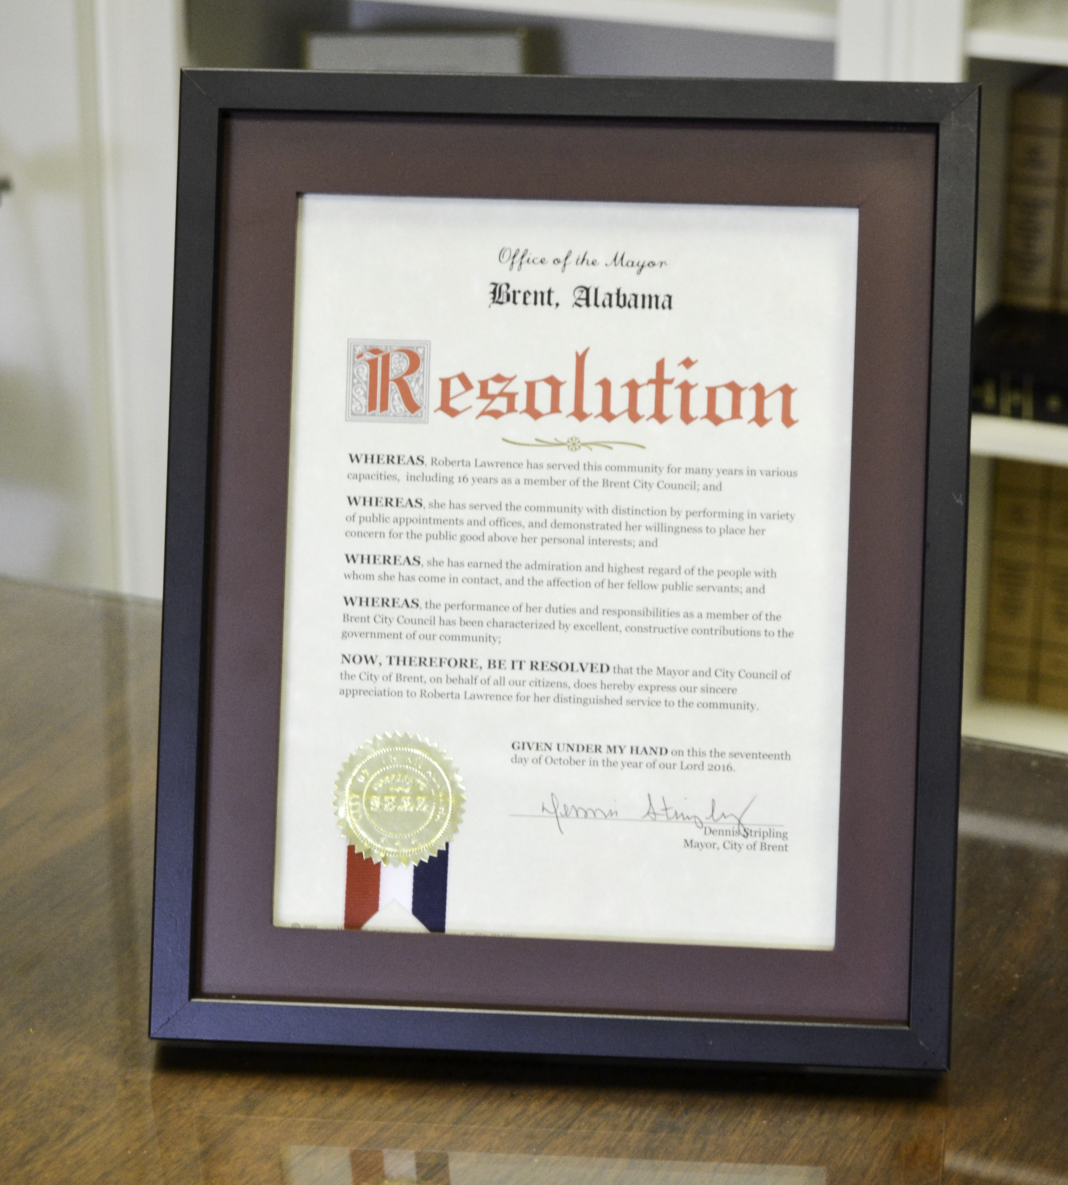 Office of the Mayor
Brent, Alabama
Resolution
WHEREAS, Roberta Lawrence has served this community for many years in various
capacities, including 16 years as a member of the Brent City Council; and
WHEREAS, she has served the community with distinction by performing in variety
of public appointments and offices, and demonstrated her willingness to place her
concern for the public good above her personal interests; and
WHEREAS, she has earned the admiration and highest regard of the people with
whom she has come in contact, and the affection of her fellow public servants; and
WHEREAS, the performance of her duties and responsibilities as a member of the
Brent City Council has been characterized by excellent, constructive contributions to the
government of our community;
NOW, THEREFORE, BE IT RESOLVED that the Mayor and City Council of
the City of Brent, on behalf of all our citizens, does hereby express our sincere
appreciation to Roberta Lawrence for her distinguished service to the community.
GIVEN UNDER MY HAND on this the seventeenth
day of October in the year of our Lord 2016.
Dennis Stripling
Dennis Stripling
Mayor, City of Brent
SEAL